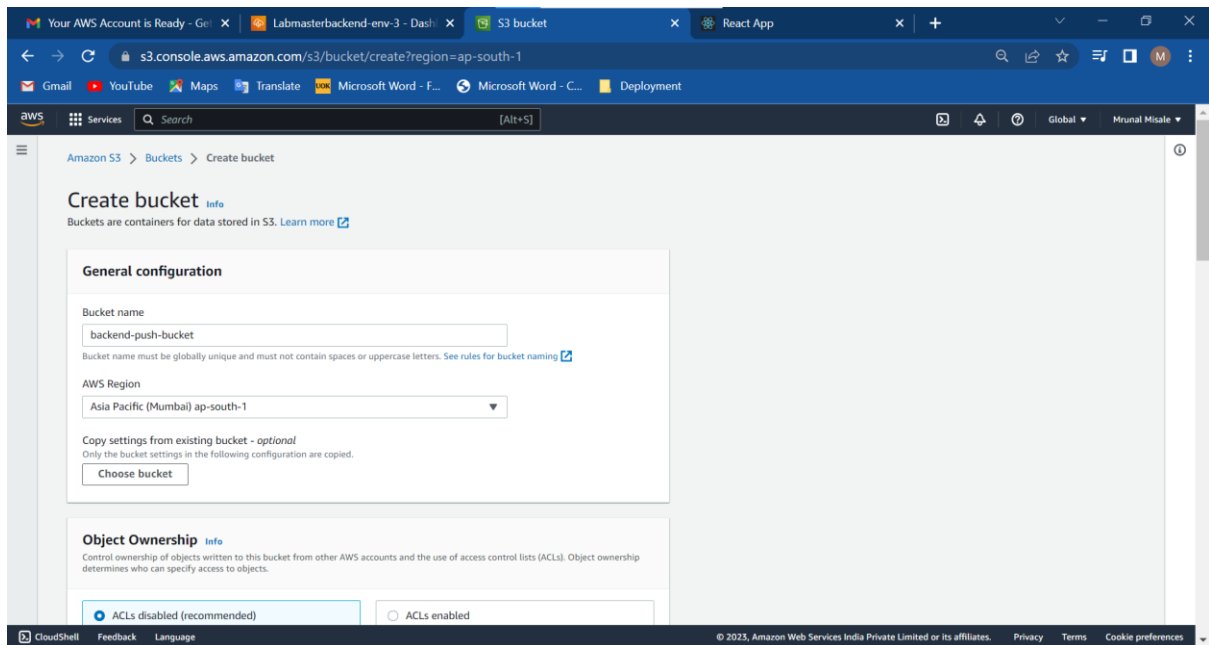 Your AWS Account is Ready - Get
Labmasterbackend-env-3 - Dash
S3 bucket
React App
s3.console.aws.amazon.com/s3/bucket/create?region=ap-south-1
M
Gmail
YouTube
Maps
Translate
UOK
Microsoft Word - F...
Microsoft Word - C...
Deployment
aws
Services
Search
[Alt+S]
Global
Mrunal Misale
Amazon S3 > Buckets > Create bucket
Create bucket Info
Buckets are containers for data stored in S3. Learn more
General configuration
Bucket name
backend-push-bucket
Bucket name must be globally unique and must not contain spaces or uppercase letters. See rules for bucket naming
AWS Region
Asia Pacific (Mumbai) ap-south-1
Copy settings from existing bucket - optional
Only the bucket settings in the following configuration are copied.
Choose bucket
Object Ownership Info
Control ownership of objects written to this bucket from other AWS accounts and the use of access control lists (ACLs). Object ownership
determines who can specify access to objects.
ACLs disabled (recommended)
ACLs enabled
CloudShell
Feedback
Language
© 2023, Amazon Web Services India Private Limited or its affiliates.
Privacy
Terms
Cookie preferences